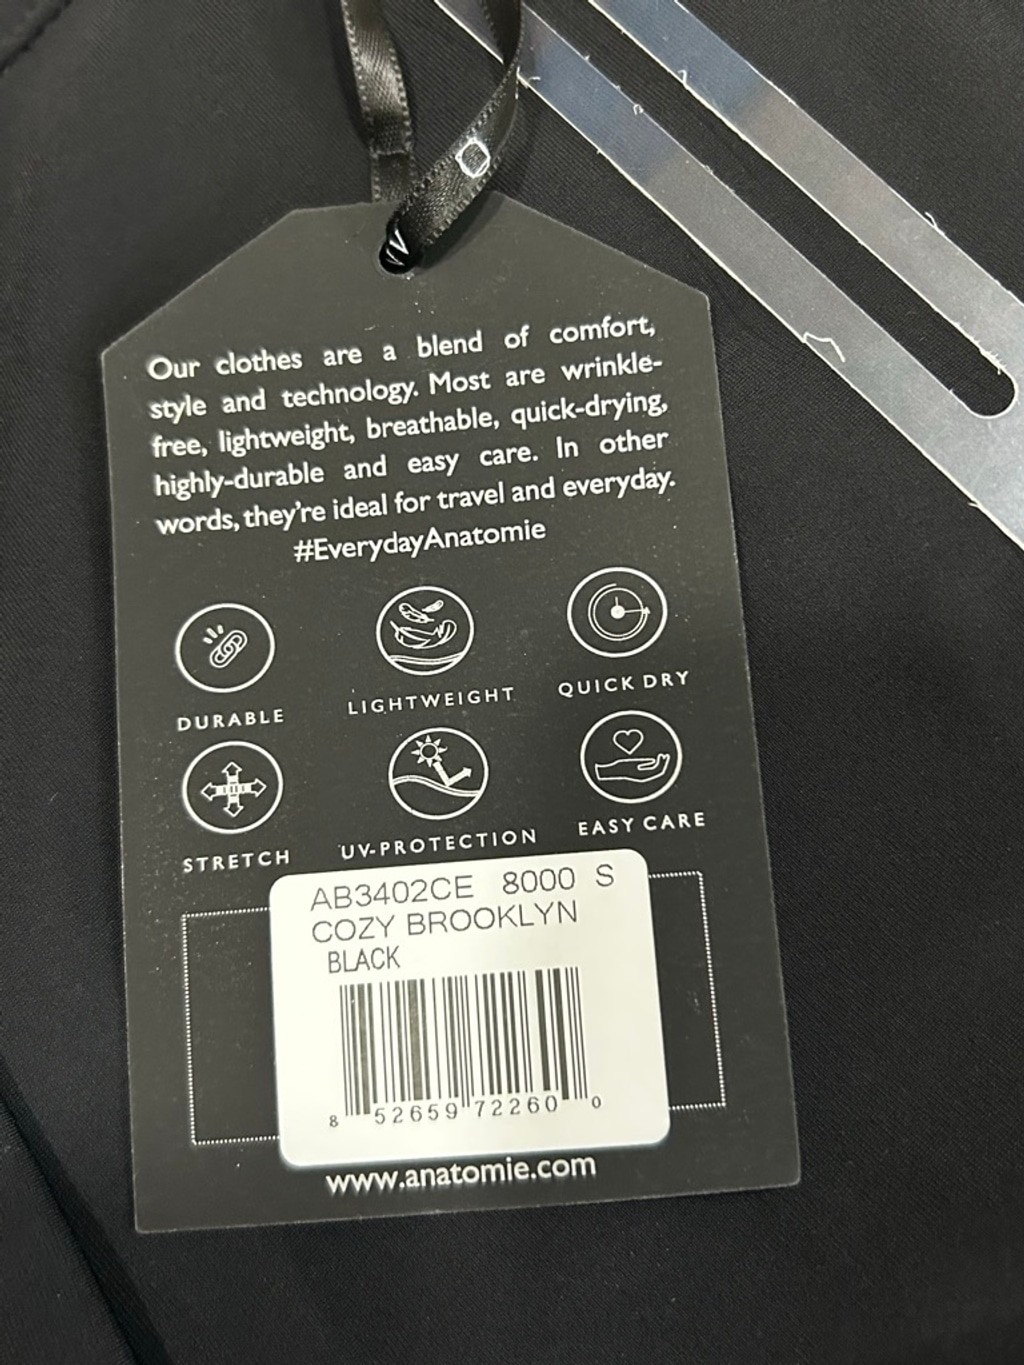 Our clothes are a blend of comfort,
style and technology. Most are wrinkle-
free, lightweight, breathable, quick-drying,
highly-durable and easy care. In other
words, they're ideal for travel and everyday.
#EverydayAnatomie
DURABLE LIGHTWEIGHT QUICK DRY
STRETCH UV-PROTECTION EASY CARE
AB3402CE 8000 S
COZY BROOKLYN
BLACK
8 52659 72260 0
www.anatomie.com